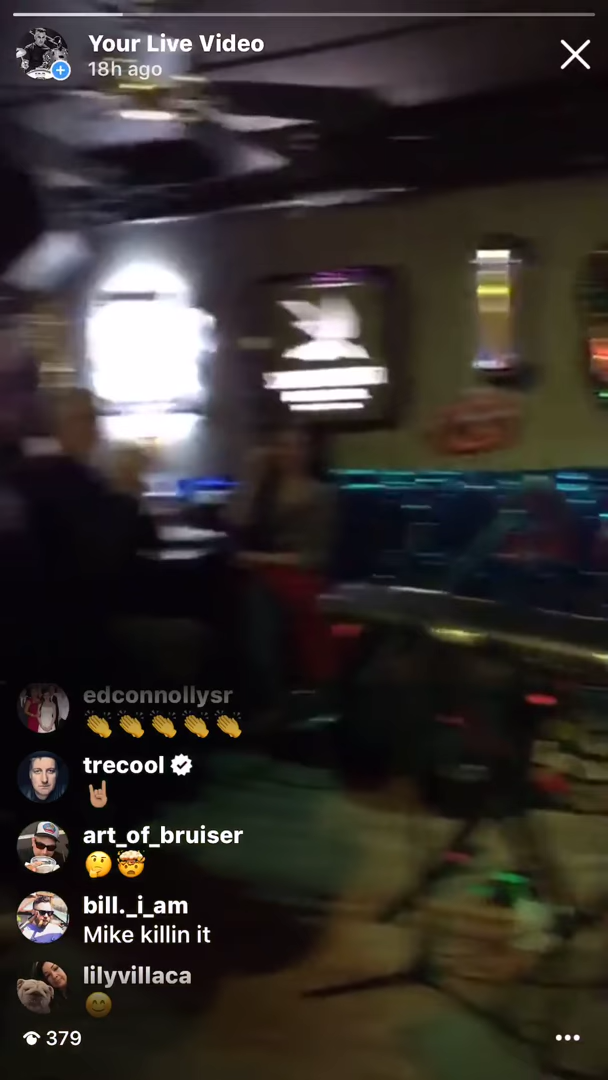 Your Live Video
18h ago
edconnollysr
👏👏👏👏👏
trecool
🤘🏼
art_of_bruiser
🤔🤯
bill._i_am
Mike killin it
lilyvillaca
😊
379